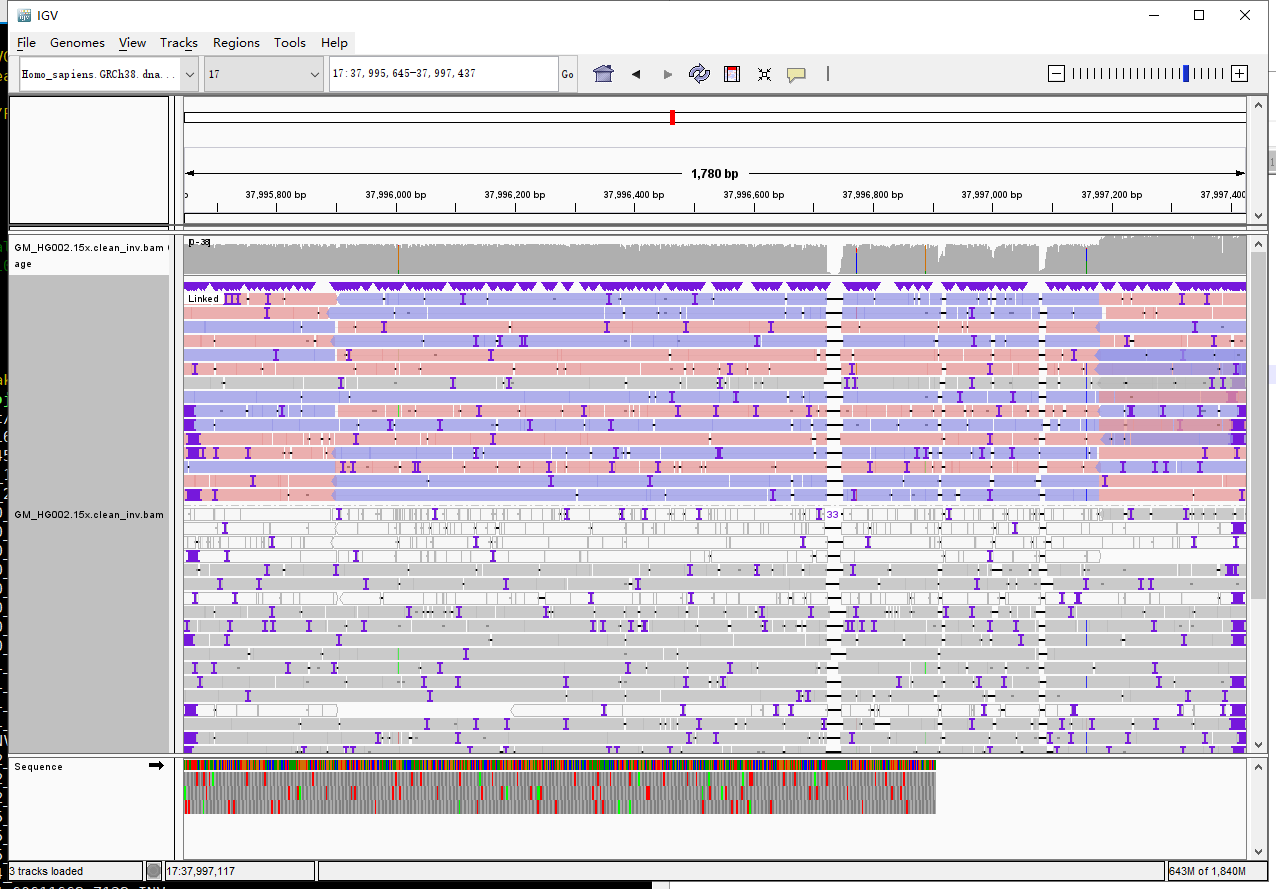 IGV
File Genomes View Tracks Regions Tools Help
Homo_sapiens.GRCh38.dna... 17 17:37,995,645-37,997,437 Go
1,780 bp
37,995,800 bp 37,996,000 bp 37,996,200 bp 37,996,400 bp 37,996,600 bp 37,996,800 bp 37,997,000 bp 37,997,200 bp 37,997,400
GM_HG002.15x.clean_inv.bam
age
[0 - 38]
Linked
GM_HG002.15x.clean_inv.bam
33
Sequence
3 tracks loaded 17:37,997,117 643M of 1,840M